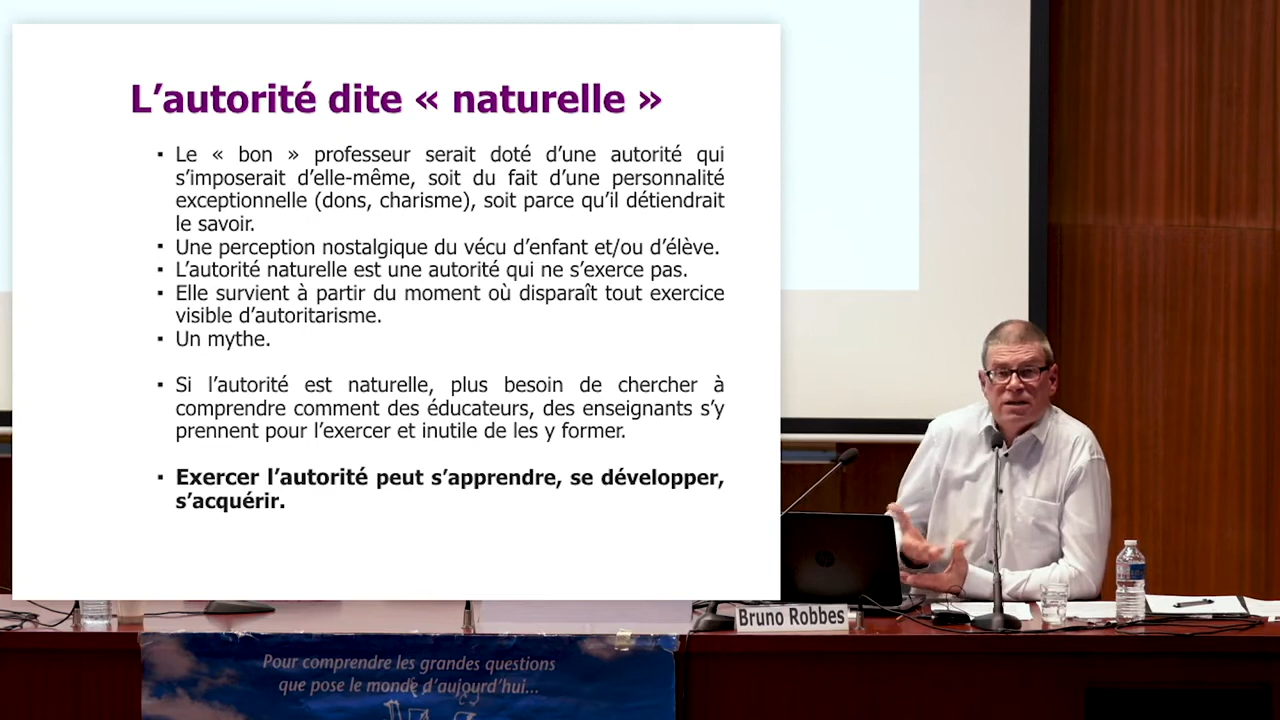 L’autorité dite « naturelle »
▪ Le « bon » professeur serait doté d’une autorité qui
s’imposerait d’elle-même, soit du fait d’une personnalité
exceptionnelle (dons, charisme), soit parce qu’il détiendrait
le savoir.
▪ Une perception nostalgique du vécu d’enfant et/ou d’élève.
▪ L’autorité naturelle est une autorité qui ne s’exerce pas.
▪ Elle survient à partir du moment où disparaît tout exercice
visible d’autoritarisme.
▪ Un mythe.
▪ Si l’autorité est naturelle, plus besoin de chercher à
comprendre comment des éducateurs, des enseignants s’y
prennent pour l’exercer et inutile de les y former.
▪ Exercer l’autorité peut s’apprendre, se développer,
s’acquérir.
Bruno Robbes
Pour comprendre les grandes questions
que pose le monde d’aujourd’hui...